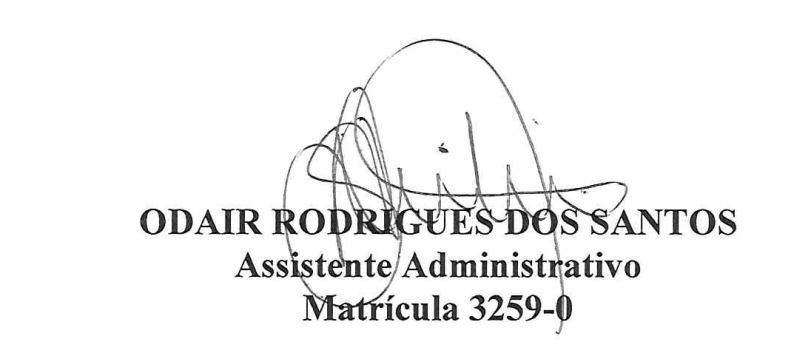 ODAIR RODRIGUES DOS SANTOS
Assistente Administrativo
Matrícula 3259-0